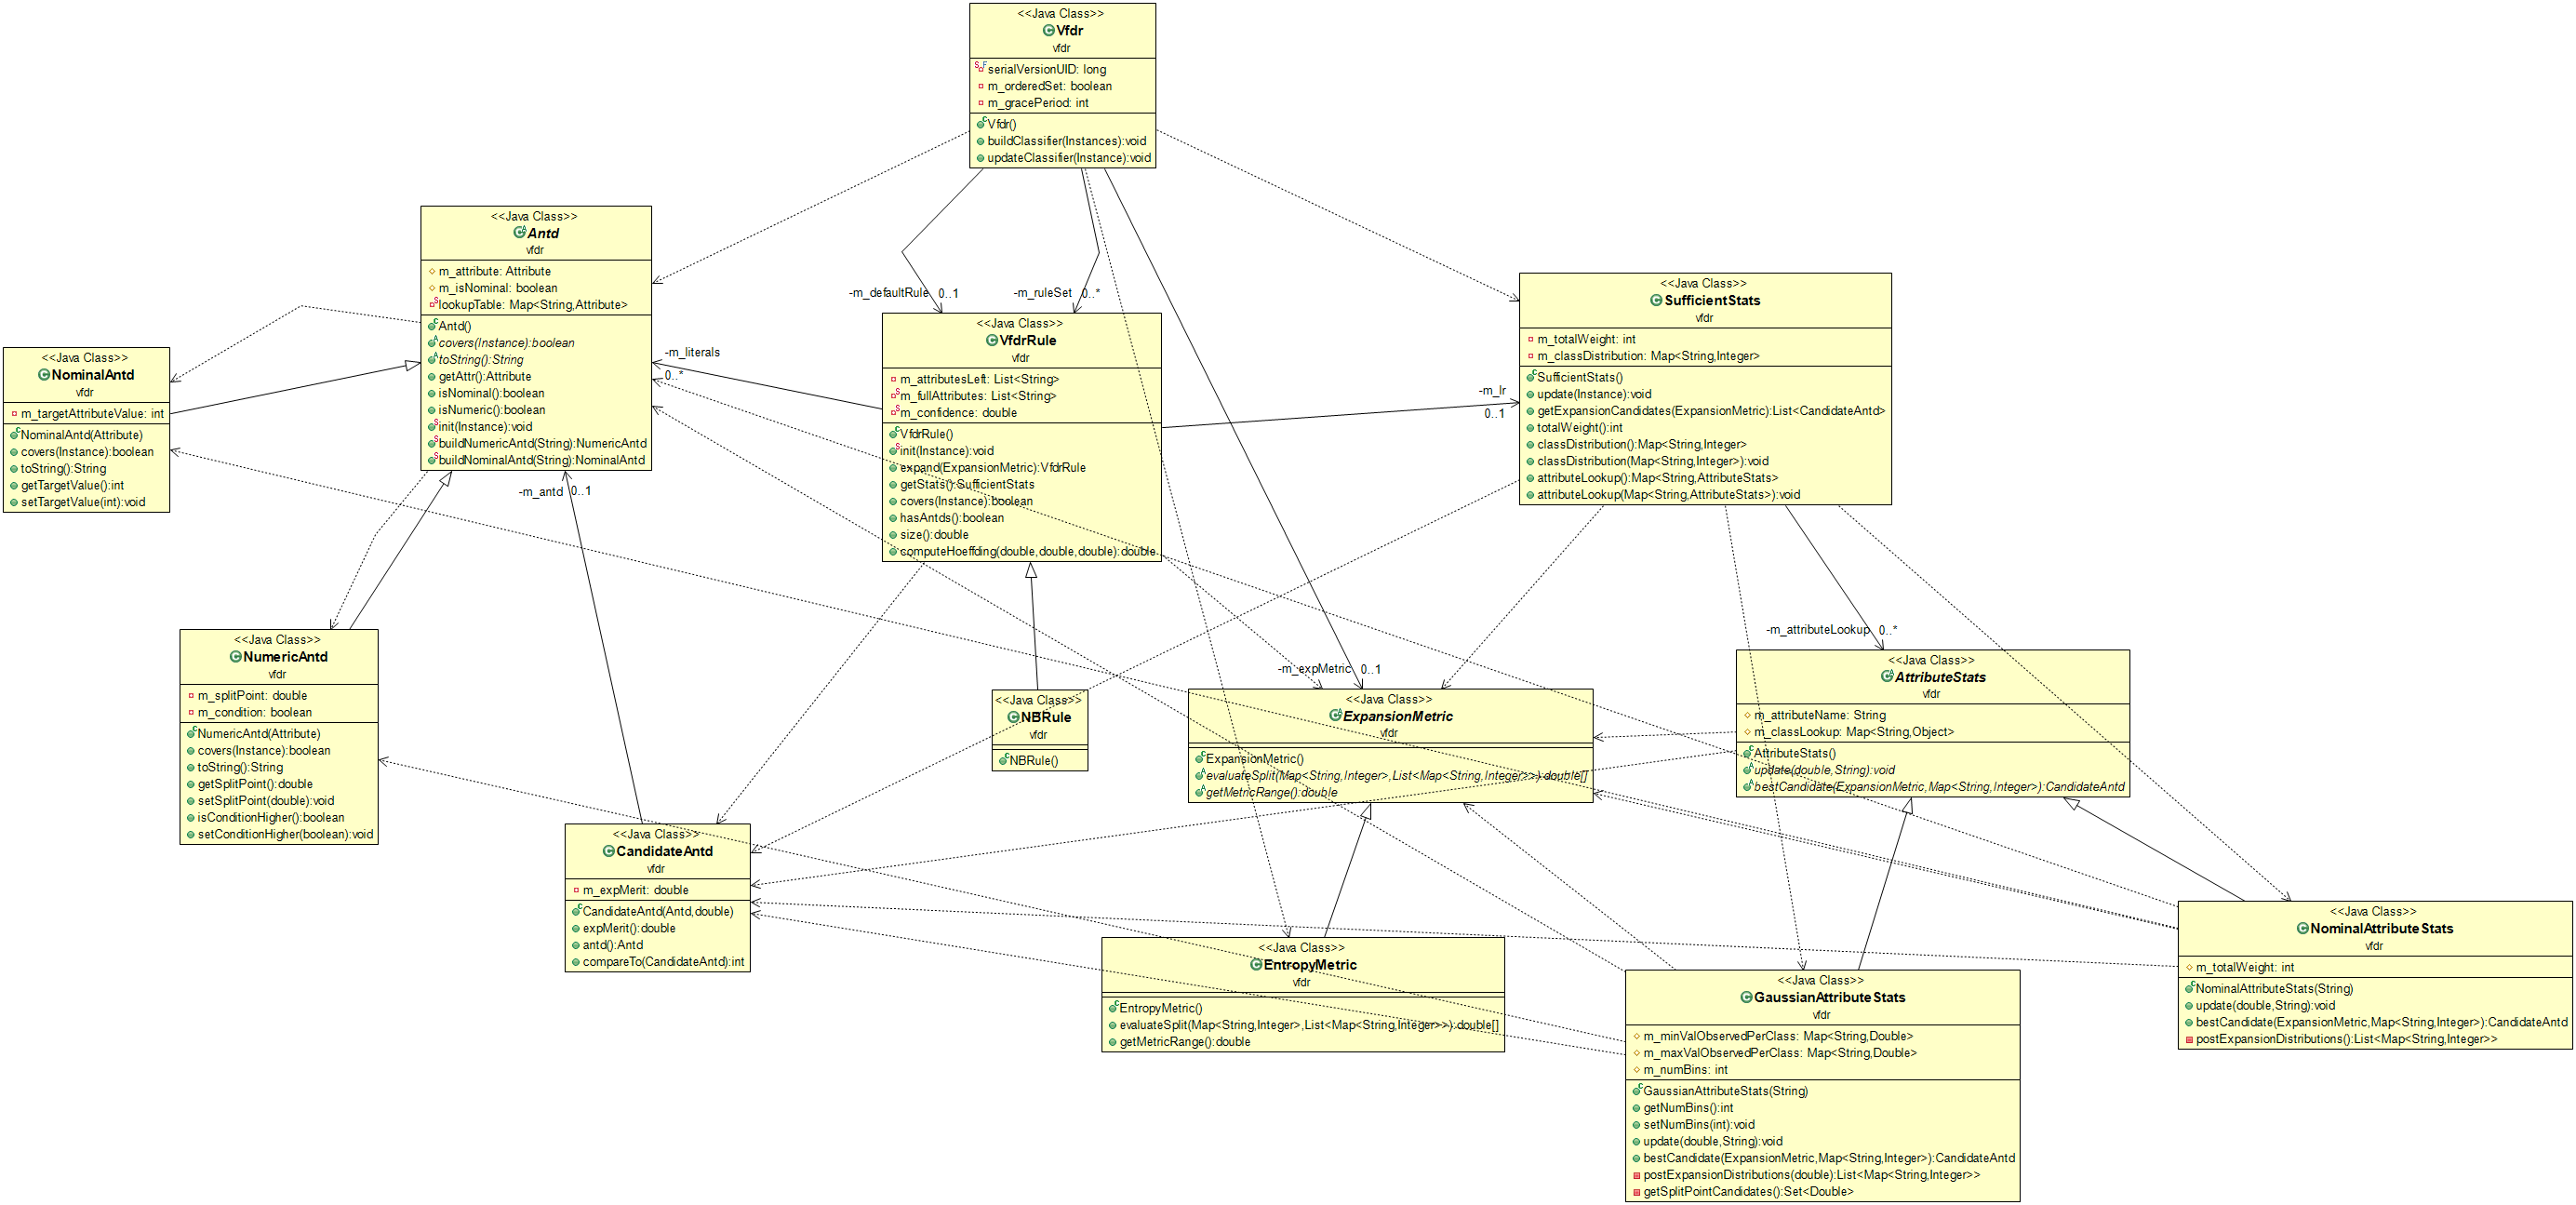 <<Java Class>>
Vfdr
vfdr
serialVersionUID: long
m_orderedSet: boolean
m_gracePeriod: int
Vfdr()
buildClassifier(Instances):void
updateClassifier(Instance):void
<<Java Class>>
Antd
vfdr
m_attribute: Attribute
m_isNominal: boolean
lookupTable: Map<String,Attribute>
Antd()
covers(Instance):boolean
toString():String
getAttr():Attribute
isNominal():boolean
isNumeric():boolean
init(Instance):void
buildNumericAntd(String):NumericAntd
buildNominalAntd(String):NominalAntd
-m_defaultRule 0..1
-m_ruleSet 0..*
<<Java Class>>
SufficientStats
vfdr
m_totalWeight: int
m_classDistribution: Map<String,Integer>
SufficientStats()
update(Instance):void
getExpansionCandidates(ExpansionMetric):List<CandidateAntd>
totalWeight():int
classDistribution():Map<String,Integer>
classDistribution(Map<String,Integer>):void
attributeLookup():Map<String,AttributeStats>
attributeLookup(Map<String,AttributeStats>):void
<<Java Class>>
VfdrRule
vfdr
m_attributesLeft: List<String>
m_fullAttributes: List<String>
m_confidence: double
VfdrRule()
init(Instance):void
expand(ExpansionMetric):VfdrRule
getStats():SufficientStats
covers(Instance):boolean
hasAntds():boolean
size():double
computeHoeffding(double,double,double):double
-m_literals
0..*
-m_lr
0..1
<<Java Class>>
NominalAntd
vfdr
m_targetAttributeValue: int
NominalAntd(Attribute)
covers(Instance):boolean
toString():String
getTargetValue():int
setTargetValue(int):void
-m_antd 0..1
<<Java Class>>
NumericAntd
vfdr
m_splitPoint: double
m_condition: boolean
NumericAntd(Attribute)
covers(Instance):boolean
toString():String
getSplitPoint():double
setSplitPoint(double):void
isConditionHigher():boolean
setConditionHigher(boolean):void
-m_attributeLookup 0..*
-m_expMetric 0..1
<<Java Class>>
NBRule
vfdr
NBRule()
<<Java Class>>
ExpansionMetric
vfdr
ExpansionMetric()
evaluateSplit(Map<String,Integer>,List<Map<String,Integer>>):double[]
getMetricRange():double
<<Java Class>>
AttributeStats
vfdr
m_attributeName: String
m_classLookup: Map<String,Object>
AttributeStats()
update(double,String):void
bestCandidate(ExpansionMetric,Map<String,Integer>):CandidateAntd
<<Java Class>>
CandidateAntd
vfdr
m_expMerit: double
CandidateAntd(Antd,double)
expMerit():double
antd():Antd
compareTo(CandidateAntd):int
<<Java Class>>
EntropyMetric
vfdr
EntropyMetric()
evaluateSplit(Map<String,Integer>,List<Map<String,Integer>>):double[]
getMetricRange():double
<<Java Class>>
GaussianAttributeStats
vfdr
m_minValObservedPerClass: Map<String,Double>
m_maxValObservedPerClass: Map<String,Double>
m_numBins: int
GaussianAttributeStats(String)
getNumBins():int
setNumBins(int):void
update(double,String):void
bestCandidate(ExpansionMetric,Map<String,Integer>):CandidateAntd
postExpansionDistributions(double):List<Map<String,Integer>>
getSplitPointCandidates():Set<Double>
<<Java Class>>
NominalAttributeStats
vfdr
m_totalWeight: int
NominalAttributeStats(String)
update(double,String):void
bestCandidate(ExpansionMetric,Map<String,Integer>):CandidateAntd
postExpansionDistributions():List<Map<String,Integer>>